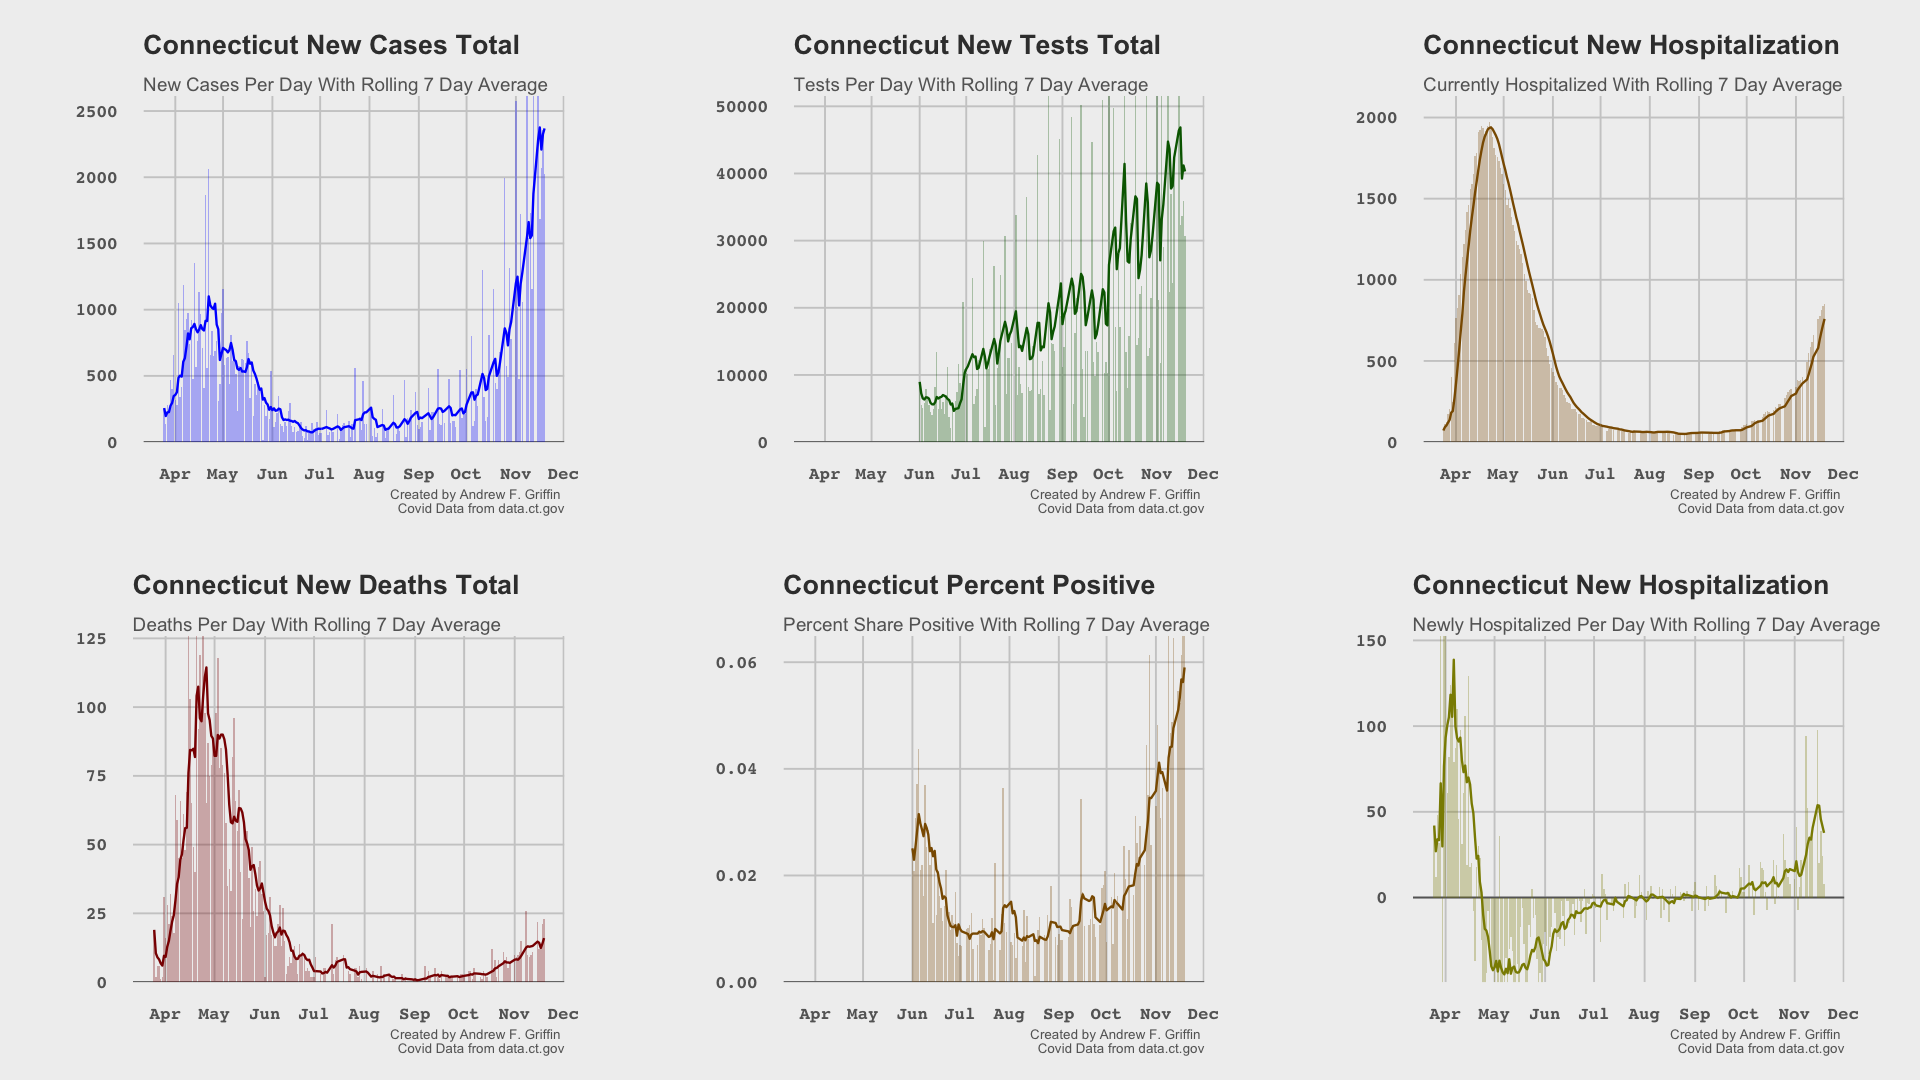 Connecticut New Cases Total
New Cases Per Day With Rolling 7 Day Average
2500
2000
1500
1000
500
0
Apr May Jun Jul Aug Sep Oct Nov Dec
Created by Andrew F. Griffin
Covid Data from data.ct.gov
Connecticut New Tests Total
Tests Per Day With Rolling 7 Day Average
50000
40000
30000
20000
10000
0
Apr May Jun Jul Aug Sep Oct Nov Dec
Created by Andrew F. Griffin
Covid Data from data.ct.gov
Connecticut New Hospitalization
Currently Hospitalized With Rolling 7 Day Average
2000
1500
1000
500
0
Apr May Jun Jul Aug Sep Oct Nov Dec
Created by Andrew F. Griffin
Covid Data from data.ct.gov
Connecticut New Deaths Total
Deaths Per Day With Rolling 7 Day Average
125
100
75
50
25
0
Apr May Jun Jul Aug Sep Oct Nov Dec
Created by Andrew F. Griffin
Covid Data from data.ct.gov
Connecticut Percent Positive
Percent Share Positive With Rolling 7 Day Average
0.06
0.04
0.02
0.00
Apr May Jun Jul Aug Sep Oct Nov Dec
Created by Andrew F. Griffin
Covid Data from data.ct.gov
Connecticut New Hospitalization
Newly Hospitalized Per Day With Rolling 7 Day Average
150
100
50
0
Apr May Jun Jul Aug Sep Oct Nov Dec
Created by Andrew F. Griffin
Covid Data from data.ct.gov